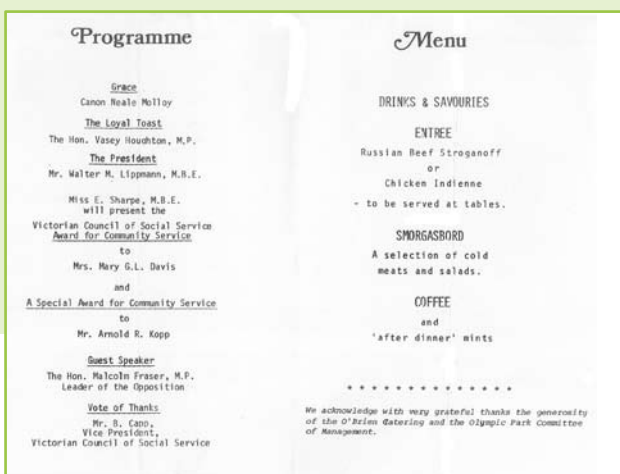 Programme
Grace
Canon Neale Molloy
The Loyal Toast
The Hon. Vasey Houghton, M.P.
The President
Mr. Walter M. Lippmann, M.B.E.
Miss E. Sharpe, M.B.E.
will present the
Victorian Council of Social Service
Award for Community Service
to
Mrs. Mary G.L. Davis
and
A Special Award for Community Service
to
Mr. Arnold R. Kopp
Guest Speaker
The Hon. Malcolm Fraser, M.P.
Leader of the Opposition
Vote of Thanks
Mr. B. Capp,
Vice President,
Victorian Council of Social Service
Menu
DRINKS & SAVOURIES
ENTREE
Russian Beef Stroganoff
or
Chicken Indienne
- to be served at tables.
SMORGASBORD
A selection of cold
meats and salads.
COFFEE
and
'after dinner' mints
* * * * * * * * * * * * * *
We acknowledge with very grateful thanks the generosity
of the O'Brien Catering and the Olympic Park Committee
of Management.